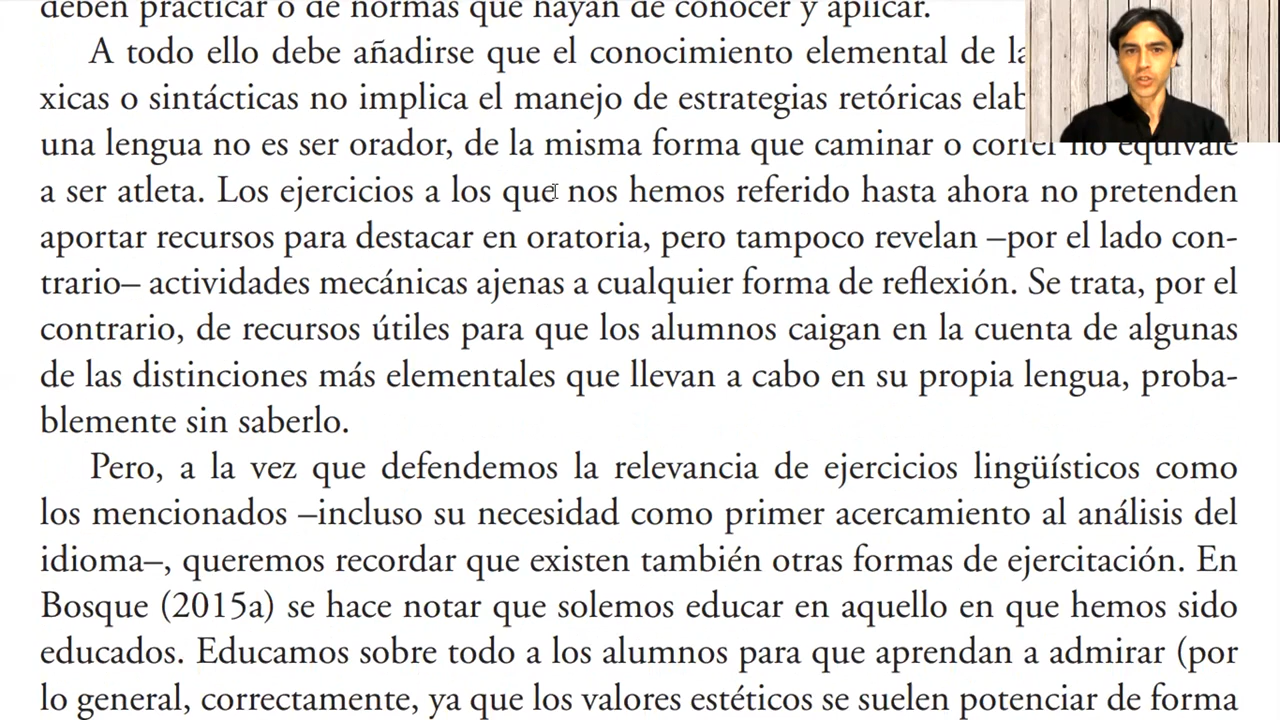 deben practicar o de normas que hayan de conocer y aplicar.
A todo ello debe añadirse que el conocimiento elemental de
xicas o sintácticas no implica el manejo de estrategias retóricas
una lengua no es ser orador, de la misma forma que caminar o correr no equivale
a ser atleta. Los ejercicios a los que nos hemos referido hasta ahora no pretenden
aportar recursos para destacar en oratoria, pero tampoco revelan –por el lado con-
trario– actividades mecánicas ajenas a cualquier forma de reflexión. Se trata, por el
contrario, de recursos útiles para que los alumnos caigan en la cuenta de algunas
de las distinciones más elementales que llevan a cabo en su propia lengua, proba-
blemente sin saberlo.
Pero, a la vez que defendemos la relevancia de ejercicios lingüísticos como
los mencionados –incluso su necesidad como primer acercamiento al análisis del
idioma–, queremos recordar que existen también otras formas de ejercitación. En
Bosque (2015a) se hace notar que solemos educar en aquello en que hemos sido
educados. Educamos sobre todo a los alumnos para que aprendan a admirar (por
lo general, correctamente, ya que los valores estéticos se suelen potenciar de forma